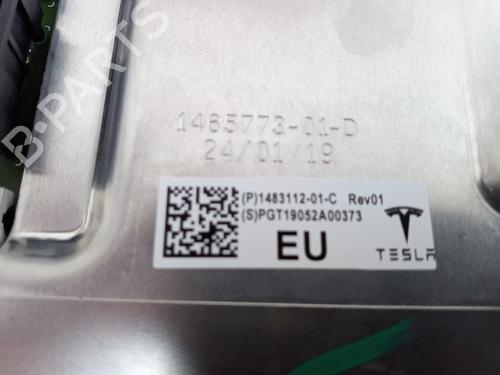 B-PARTS
1465773-01-D
24/01/19
(P)1483112-01-C Rev01
(S)PGT19052A00373
EU
TESLA